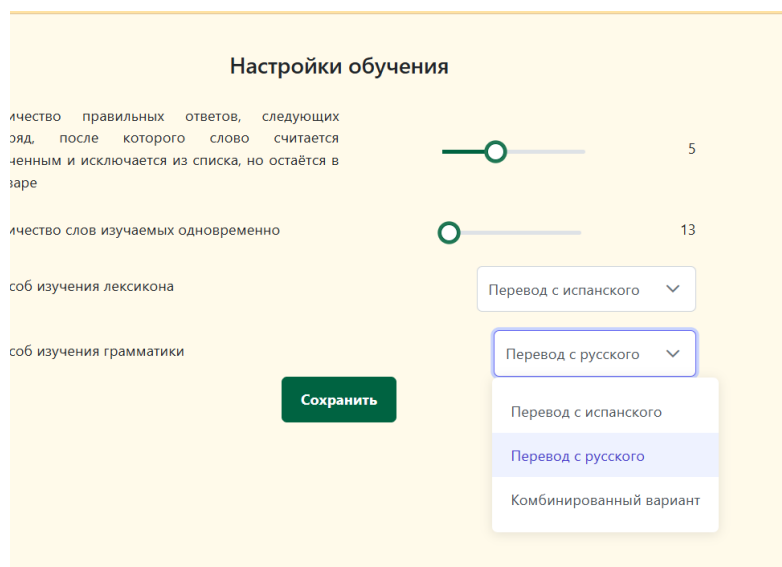 Настройки обучения
ичество правильных ответов, следующих
ряд, после которого слово считается
ченным и исключается из списка, но остаётся в
варе
5
ичество слов изучаемых одновременно
13
соб изучения лексикона
Перевод с испанского
соб изучения грамматики
Перевод с русского
Сохранить
Перевод с испанского
Перевод с русского
Комбинированный вариант